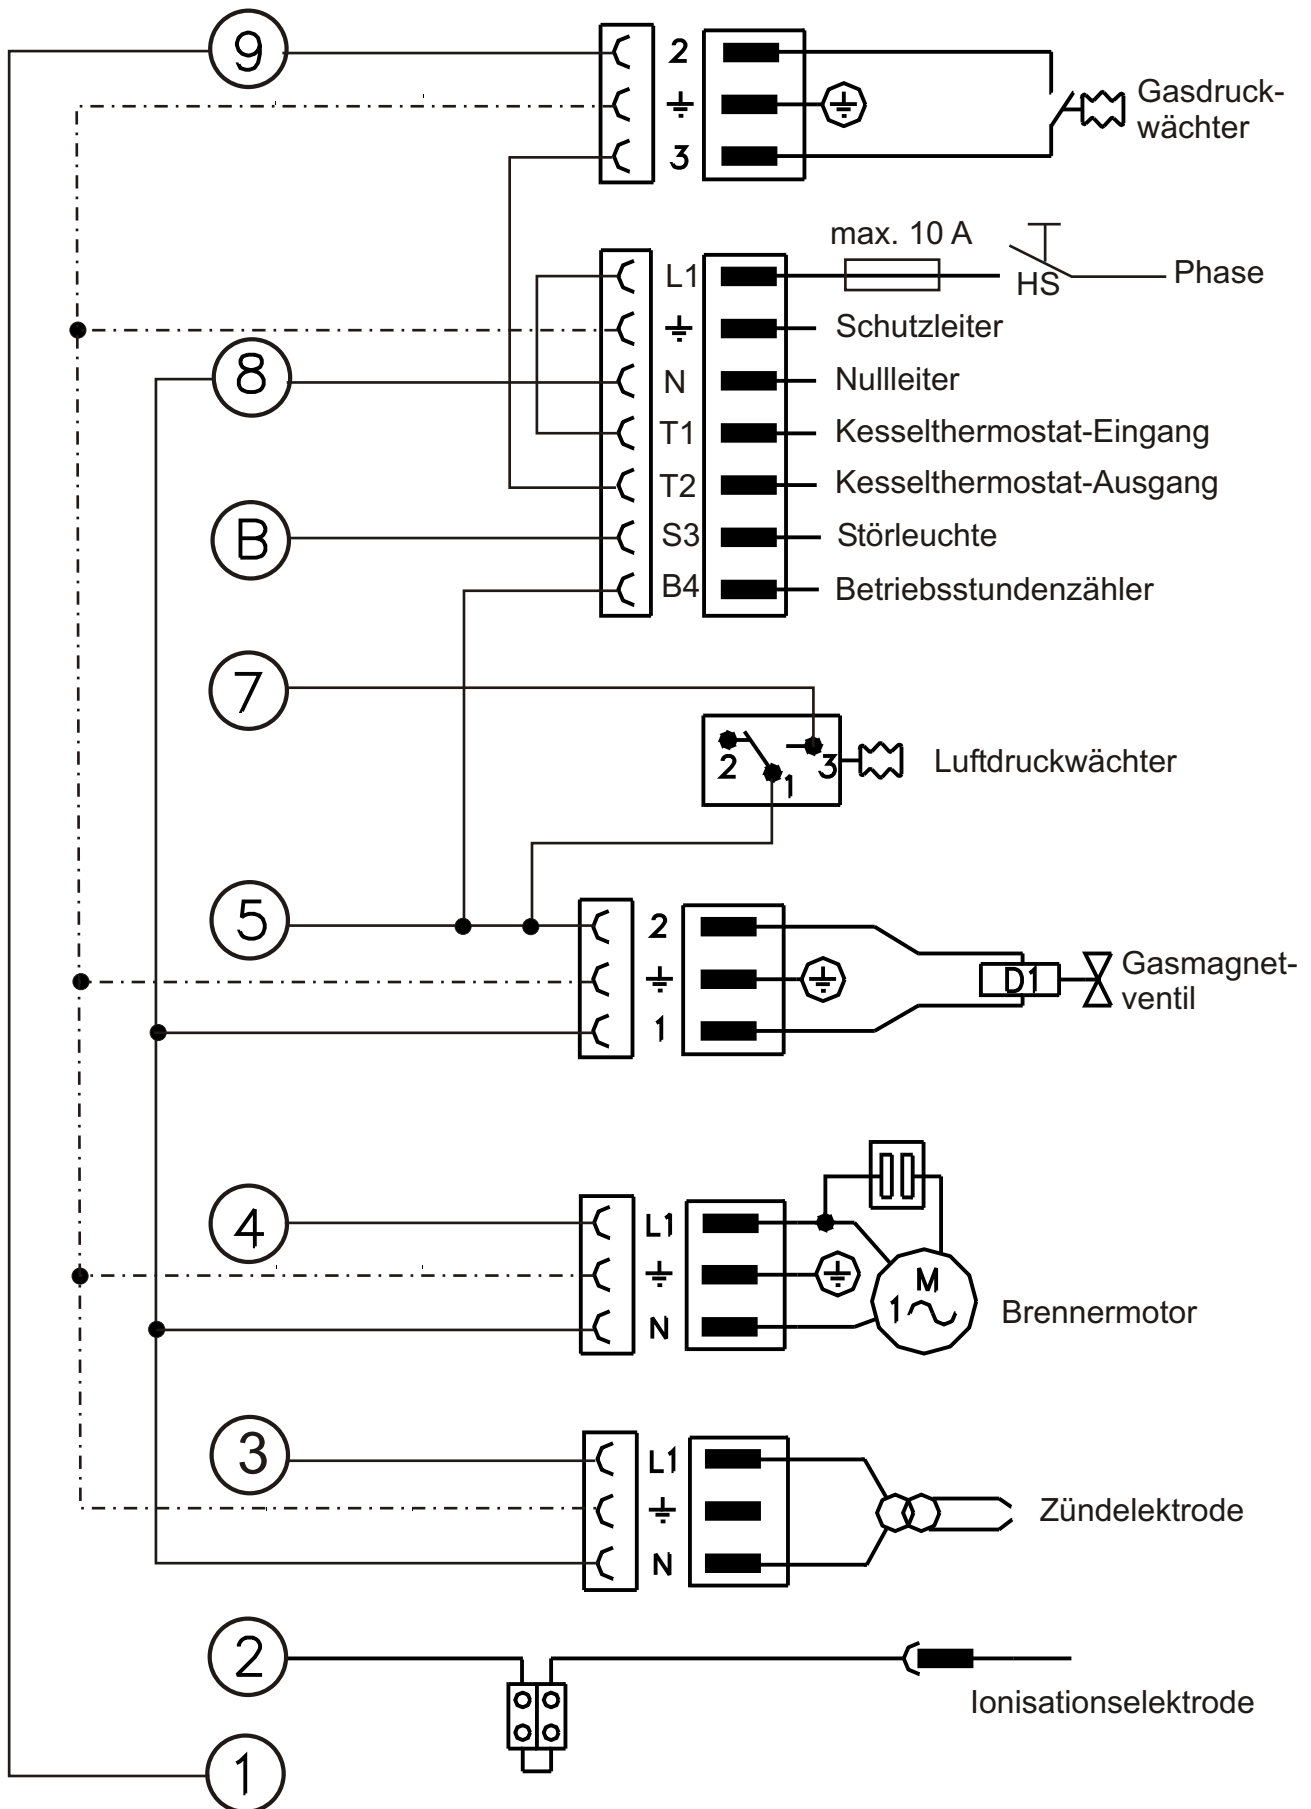 9
2
3
Gasdruck-
wächter
max. 10 A
L1
HS
Phase
Schutzleiter
8
N
Nullleiter
T1
Kesselthermostat-Eingang
T2
Kesselthermostat-Ausgang
B
S3
Störleuchte
B4
Betriebsstundenzähler
7
2
1
3
Luftdruckwächter
5
2
1
D1
Gasmagnet-
ventil
4
L1
N
M
1
Brennermotor
3
L1
N
Zündelektrode
2
Ionisationselektrode
1